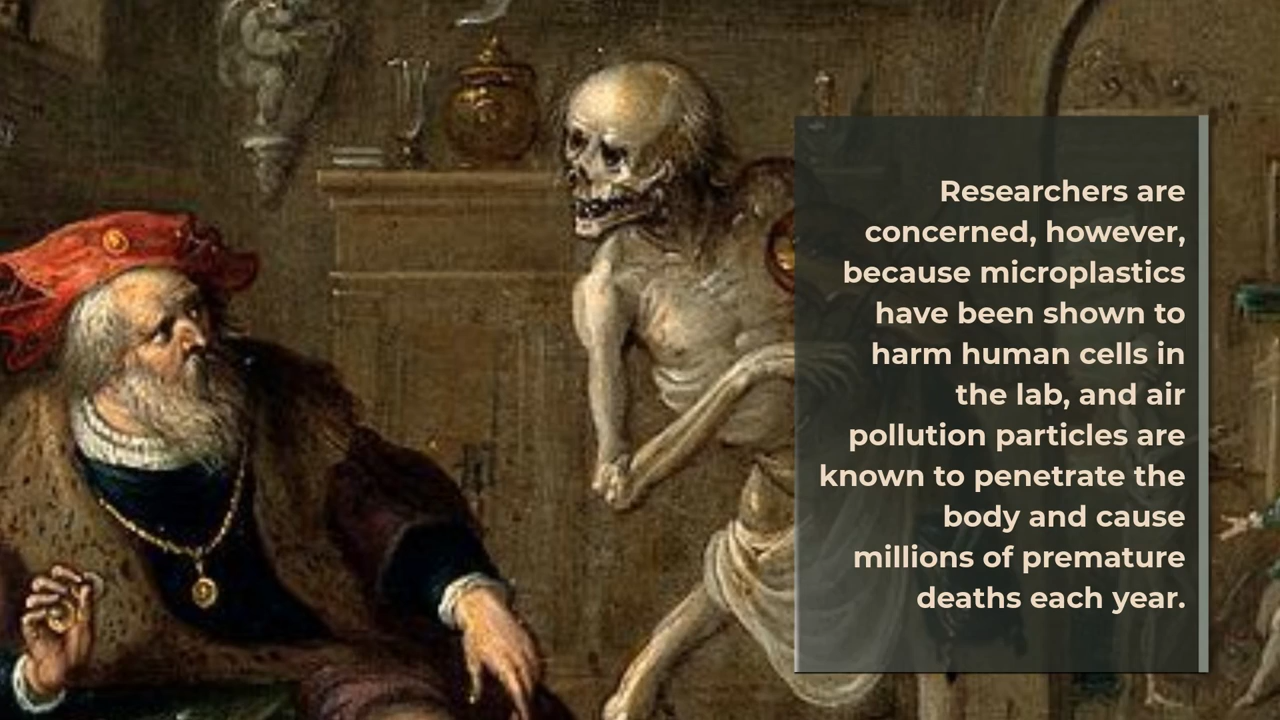 Researchers are
concerned, however,
because microplastics
have been shown to
harm human cells in
the lab, and air
pollution particles are
known to penetrate the
body and cause
millions of premature
deaths each year.